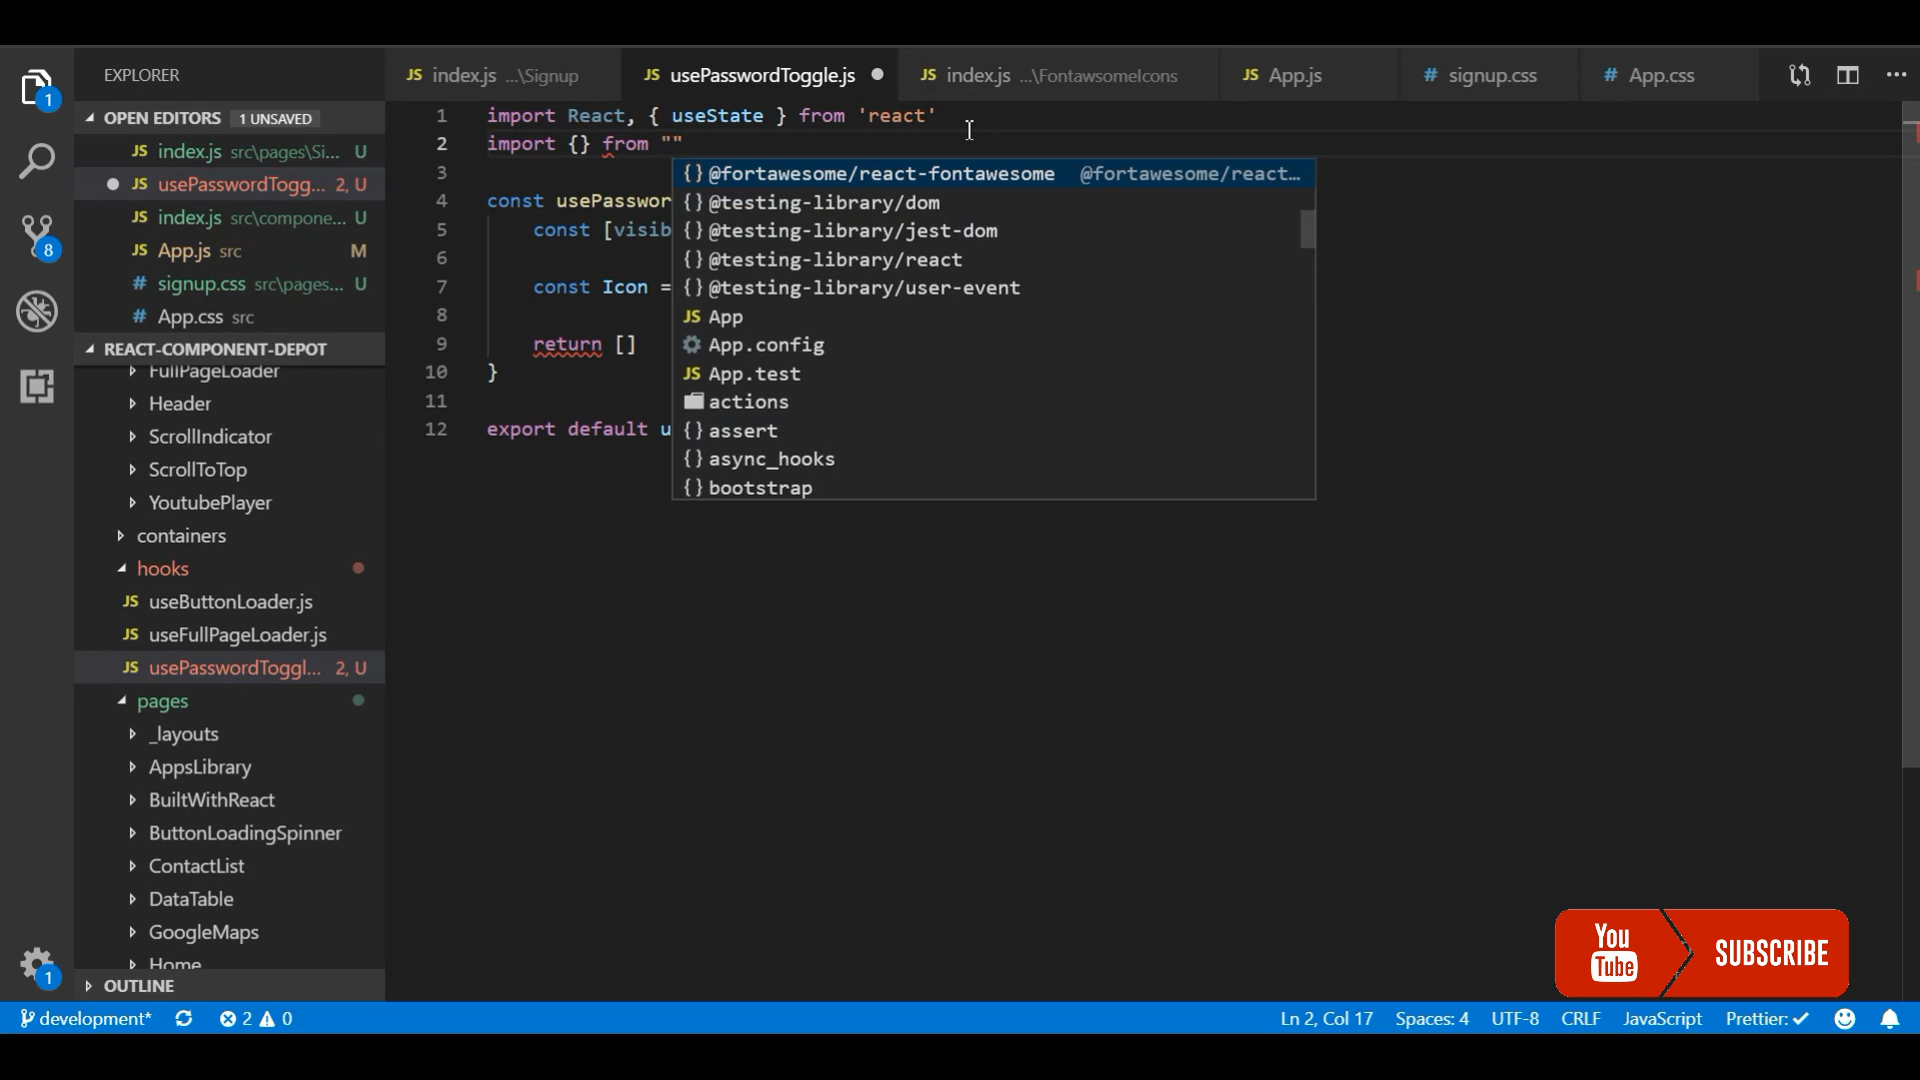 EXPLORER
OPEN EDITORS 1 UNSAVED
JS index.js src\pages\Si... U
JS usePasswordTogg... 2, U
JS index.js src\compone... U
JS App.js src M
# signup.css src\pages... U
# App.css src
REACT-COMPONENT-DEPOT
FullPageLoader
Header
ScrollIndicator
ScrollToTop
YoutubePlayer
containers
hooks
JS useButtonLoader.js
JS useFullPageLoader.js
JS usePasswordToggl... 2, U
pages
_layouts
AppsLibrary
BuiltWithReact
ButtonLoadingSpinner
ContactList
DataTable
GoogleMaps
Home
OUTLINE
1
8
1
JS index.js ...\Signup JS usePasswordToggle.js JS index.js ...\FontawsomeIcons JS App.js # signup.css # App.css ...
1 import React, { useState } from 'react'
2 import {} from ""
3
4 const usePasswor
5 const [visib
6
7 const Icon =
8
9 return []
10 }
11
12 export default u
{} @fortawesome/react-fontawesome @fortawesome/react...
{} @testing-library/dom
{} @testing-library/jest-dom
{} @testing-library/react
{} @testing-library/user-event
JS App
App.config
JS App.test
actions
{} assert
{} async_hooks
{} bootstrap
You
Tube
SUBSCRIBE
development* 2 0 Ln 2, Col 17 Spaces: 4 UTF-8 CRLF JavaScript Prettier: ✓